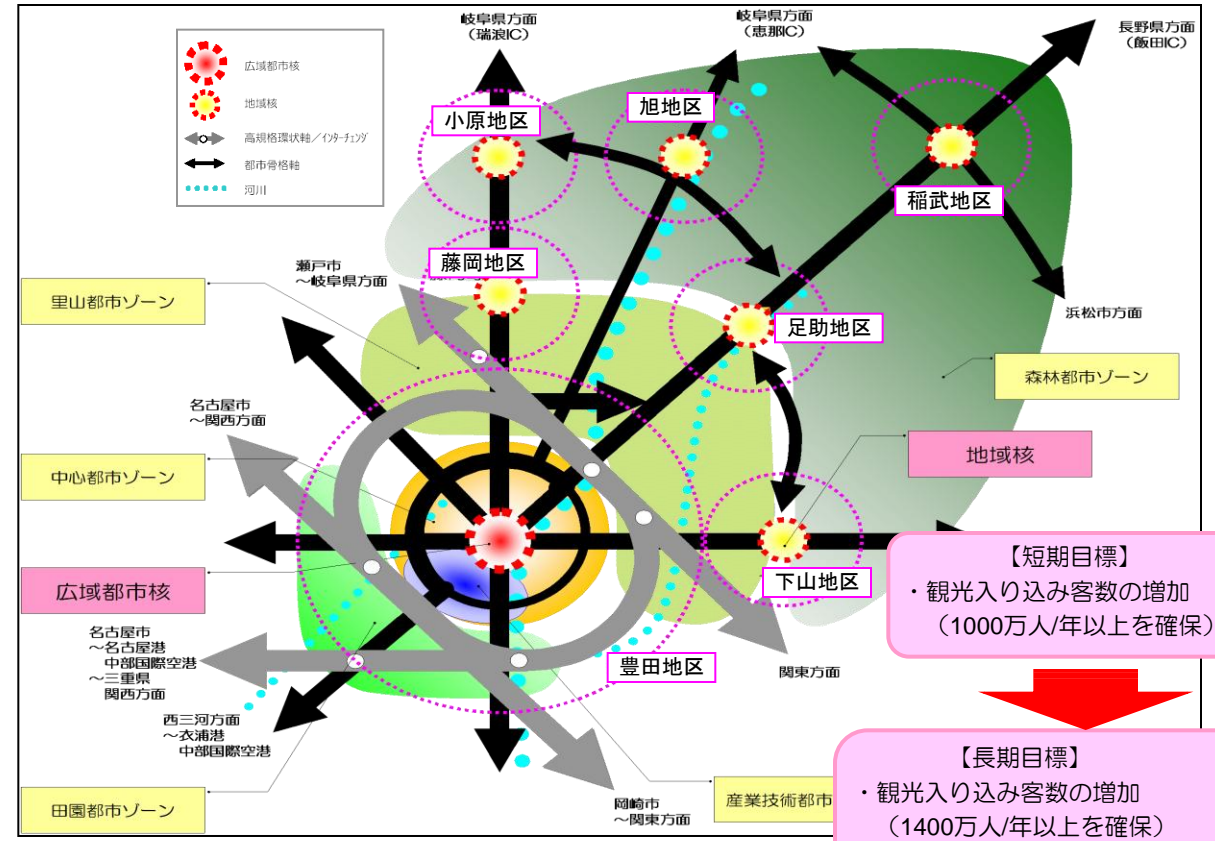 広域都市核
地域核
高規格環状軸/インターチェンジ
都市骨格軸
河川
岐阜県方面
(瑞浪IC)
岐阜県方面
(恵那IC)
長野県方面
(飯田IC)
小原地区
旭地区
稲武地区
藤岡地区
瀬戸市
~岐阜県方面
里山都市ゾーン
足助地区
浜松市方面
森林都市ゾーン
名古屋市
~関西方面
地域核
中心都市ゾーン
広域都市核
下山地区
【短期目標】
・観光入り込み客数の増加
(1000万人/年以上を確保)
名古屋市
~名古屋港
中部国際空港
~三重県
関西方面
豊田地区
関東方面
西三河方面
~衣浦港
中部国際空港
【長期目標】
・観光入り込み客数の増加
(1400万人/年以上を確保)
田園都市ゾーン
岡崎市
~関東方面
産業技術都市